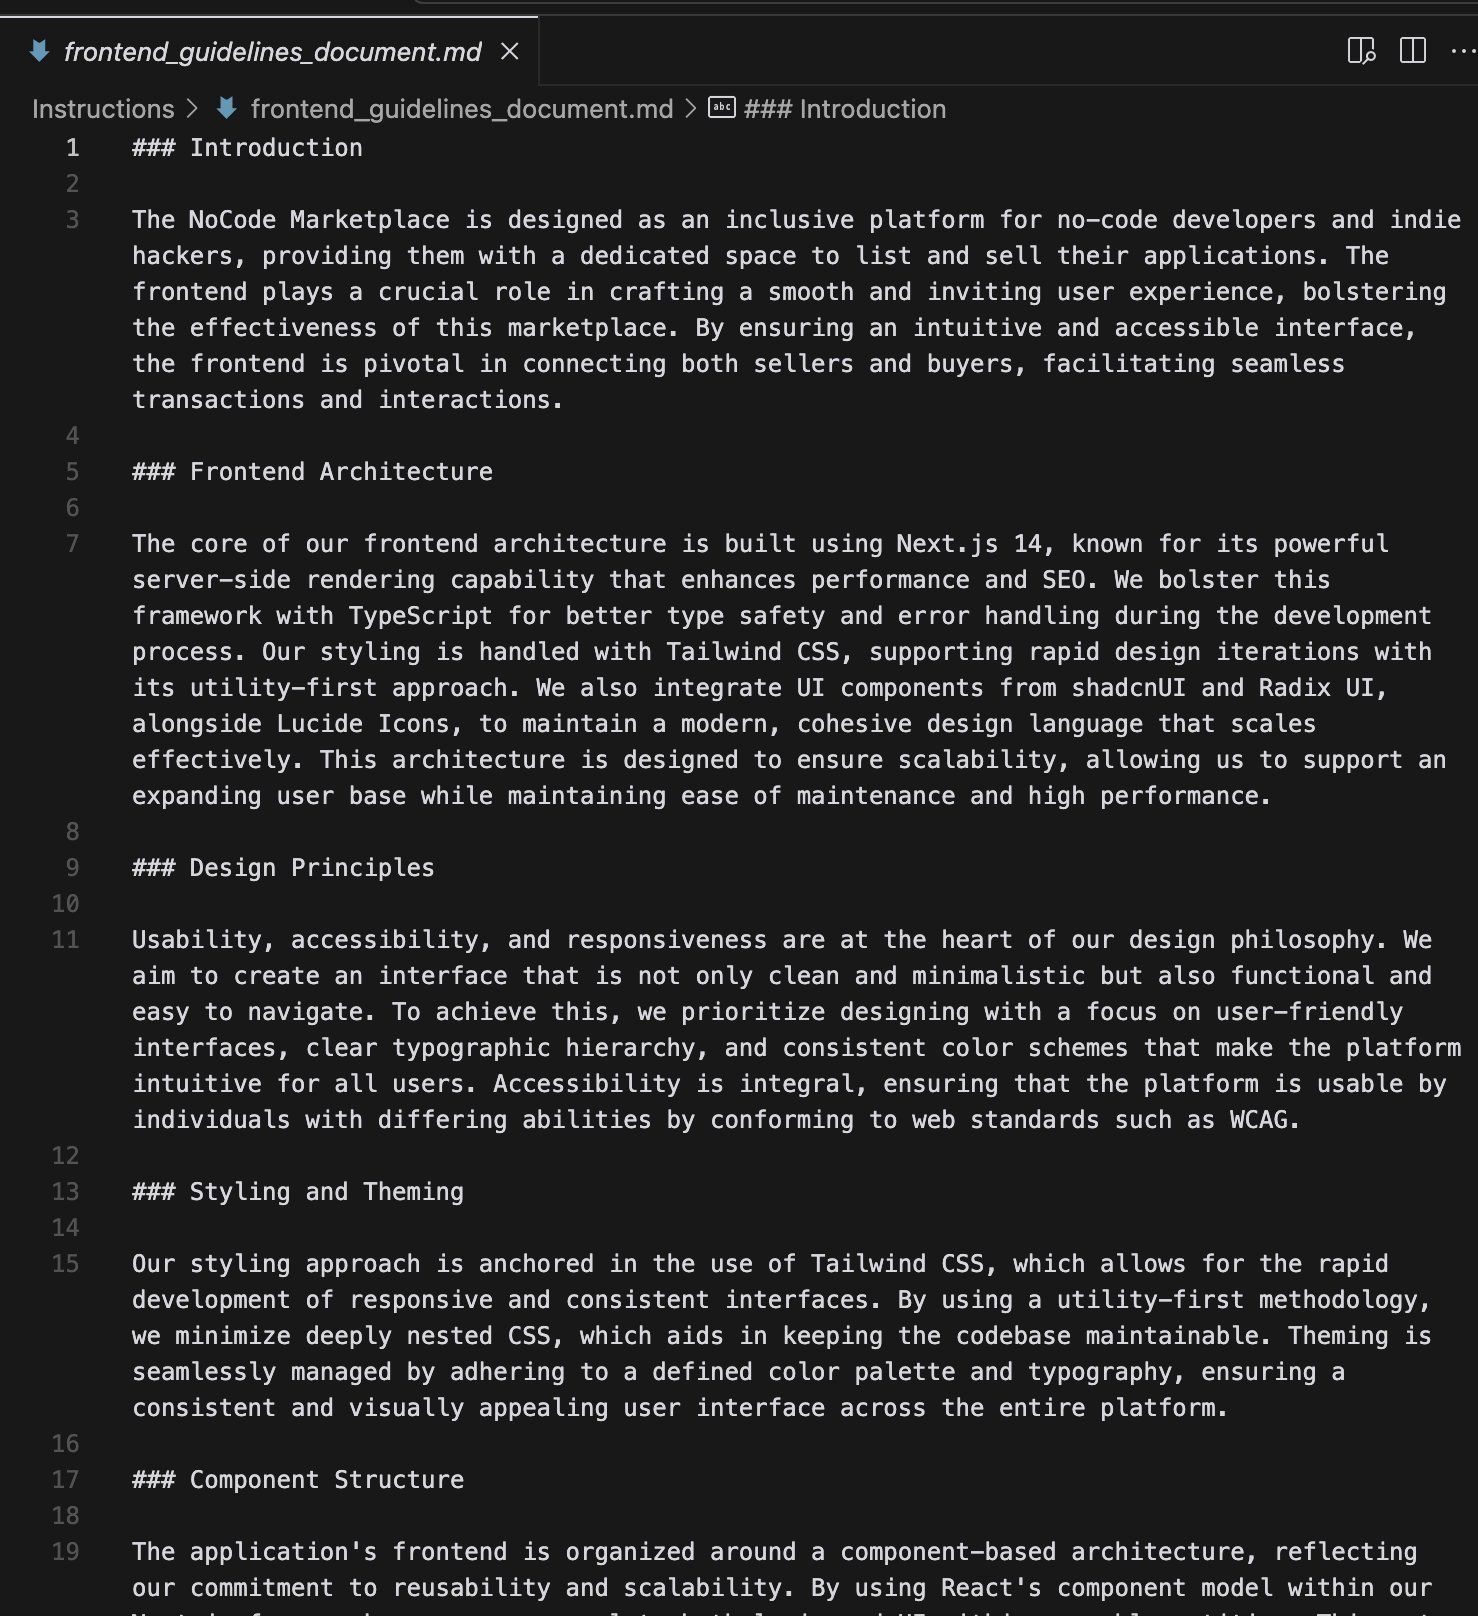 frontend_guidelines_document.md
Instructions > frontend_guidelines_document.md > abc ### Introduction
1 ### Introduction
2
3 The NoCode Marketplace is designed as an inclusive platform for no-code developers and indie
hackers, providing them with a dedicated space to list and sell their applications. The
frontend plays a crucial role in crafting a smooth and inviting user experience, bolstering
the effectiveness of this marketplace. By ensuring an intuitive and accessible interface,
the frontend is pivotal in connecting both sellers and buyers, facilitating seamless
transactions and interactions.
4
5 ### Frontend Architecture
6
7 The core of our frontend architecture is built using Next.js 14, known for its powerful
server-side rendering capability that enhances performance and SEO. We bolster this
framework with TypeScript for better type safety and error handling during the development
process. Our styling is handled with Tailwind CSS, supporting rapid design iterations with
its utility-first approach. We also integrate UI components from shadcnUI and Radix UI,
alongside Lucide Icons, to maintain a modern, cohesive design language that scales
effectively. This architecture is designed to ensure scalability, allowing us to support an
expanding user base while maintaining ease of maintenance and high performance.
8
9 ### Design Principles
10
11 Usability, accessibility, and responsiveness are at the heart of our design philosophy. We
aim to create an interface that is not only clean and minimalistic but also functional and
easy to navigate. To achieve this, we prioritize designing with a focus on user-friendly
interfaces, clear typographic hierarchy, and consistent color schemes that make the platform
intuitive for all users. Accessibility is integral, ensuring that the platform is usable by
individuals with differing abilities by conforming to web standards such as WCAG.
12
13 ### Styling and Theming
14
15 Our styling approach is anchored in the use of Tailwind CSS, which allows for the rapid
development of responsive and consistent interfaces. By using a utility-first methodology,
we minimize deeply nested CSS, which aids in keeping the codebase maintainable. Theming is
seamlessly managed by adhering to a defined color palette and typography, ensuring a
consistent and visually appealing user interface across the entire platform.
16
17 ### Component Structure
18
19 The application's frontend is organized around a component-based architecture, reflecting
our commitment to reusability and scalability. By using React's component model within our